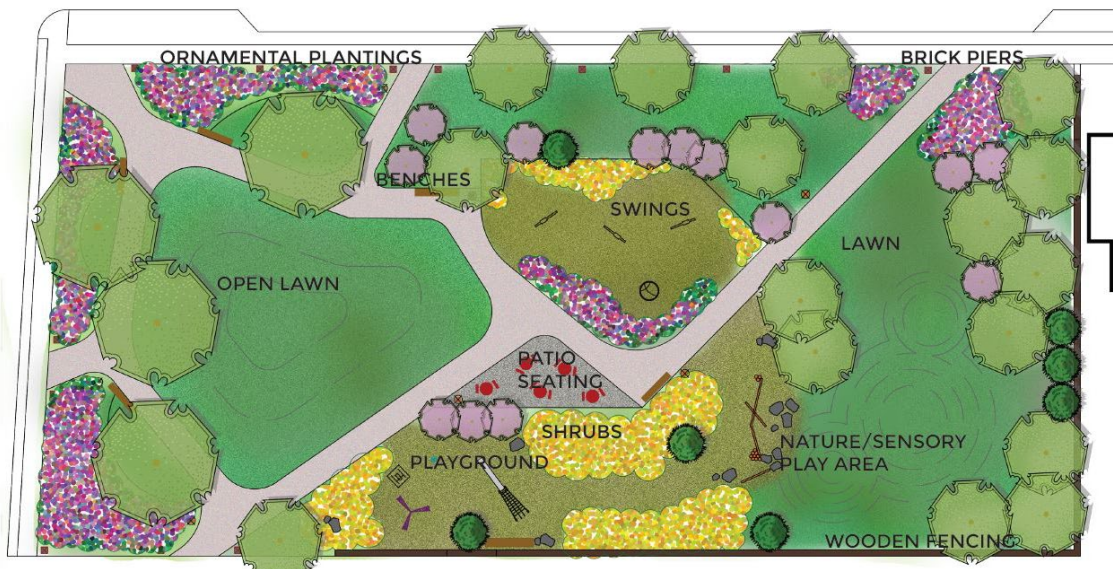 ORNAMENTAL PLANTINGS
BRICK PIERS
BENCHES
SWINGS
LAWN
OPEN LAWN
PATIO
SEATING
SHRUBS
PLAYGROUND
NATURE/SENSORY
PLAY AREA
WOODEN FENCING